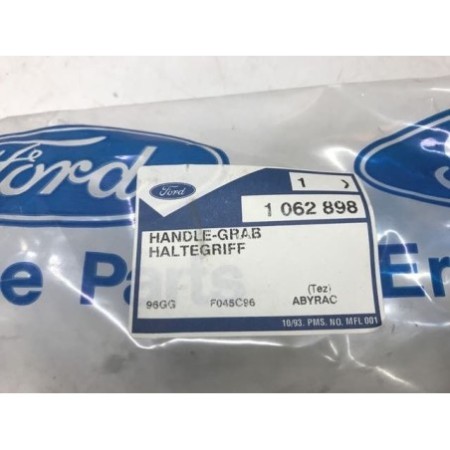 Ford
Ford
1 >
1 062 898
HANDLE-GRAB
HALTEGRIFF
(Tez)
96GG F048C96 ABYRAC
10/93. PMS. NO. MFL 001
e Parts Er